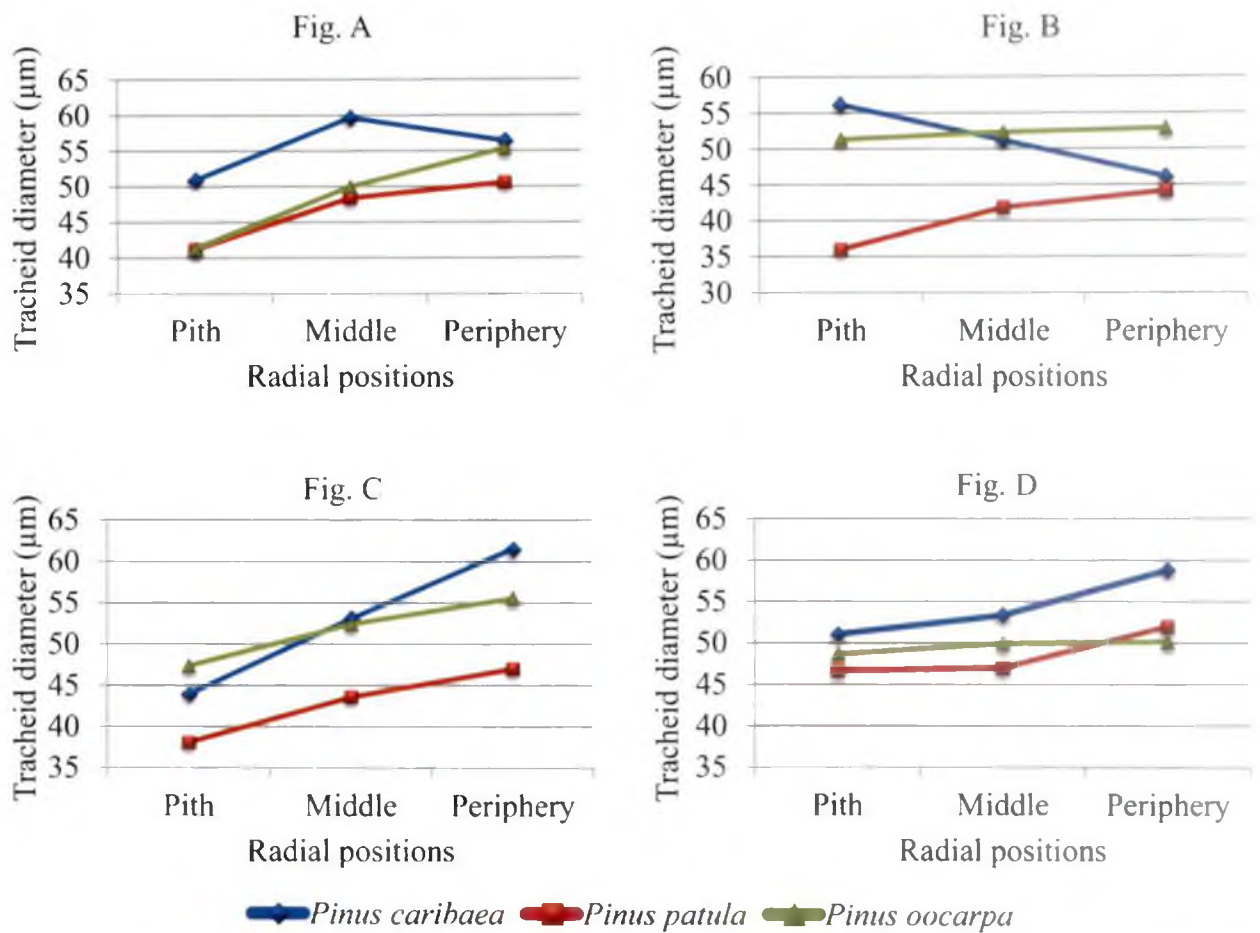 Fig. A
Tracheid diameter (µm)
65
60
55
50
45
40
35
Pith Middle Periphery
Radial positions
Fig. B
Tracheid diameter (µm)
60
55
50
45
40
35
30
Pith Middle Periphery
Radial positions
Fig. C
Tracheid diameter (µm)
65
60
55
50
45
40
35
Pith Middle Periphery
Radial positions
Fig. D
Tracheid diameter (µm)
65
60
55
50
45
40
35
Pith Middle Periphery
Radial positions
Pinus caribaea Pinus patula Pinus oocarpa